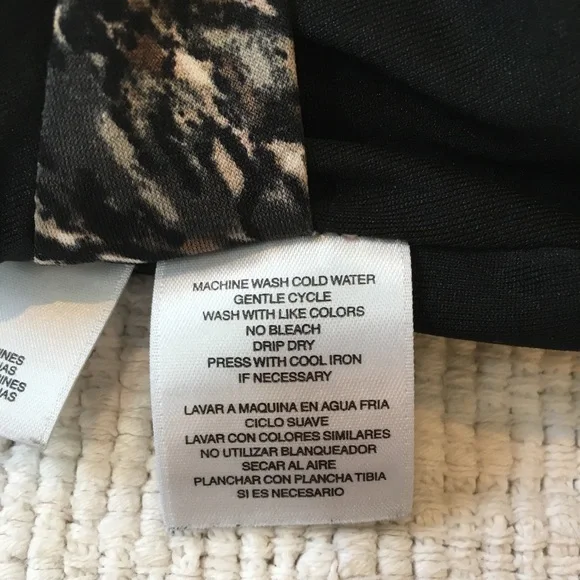 MACHINE WASH COLD WATER
GENTLE CYCLE
WASH WITH LIKE COLORS
NO BLEACH
DRIP DRY
PRESS WITH COOL IRON
IF NECESSARY
LAVAR A MAQUINA EN AGUA FRIA
CICLO SUAVE
LAVAR CON COLORES SIMILARES
NO UTILIZAR BLANQUEADOR
SECAR AL AIRE
PLANCHAR CON PLANCHA TIBIA
SI ES NECESARIO